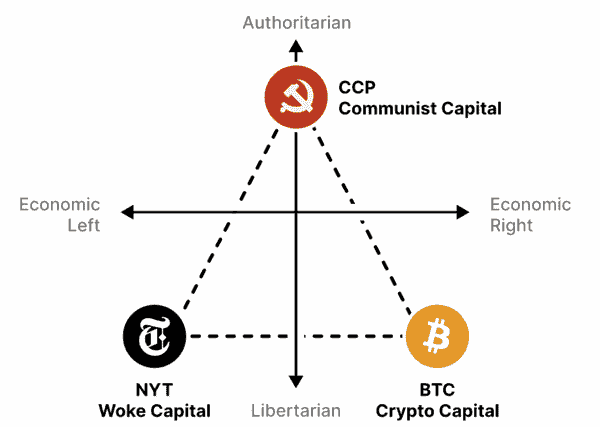 Authoritarian
CCP
Communist Capital
Economic
Left
Economic
Right
T
B
NYT
Woke Capital
Libertarian
BTC
Crypto Capital